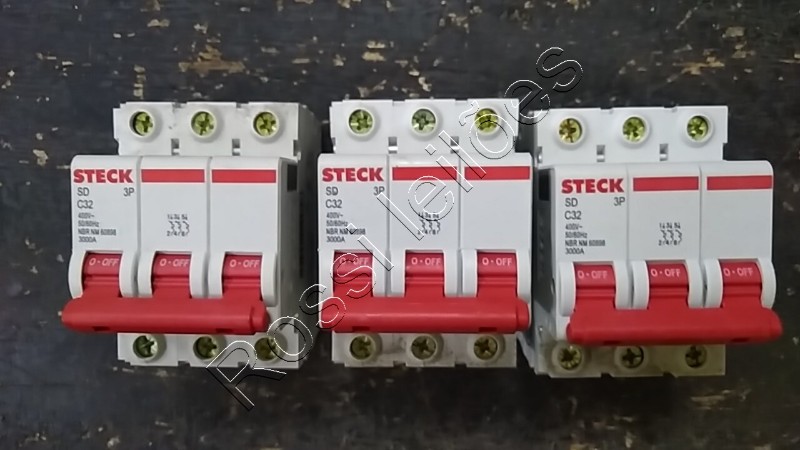 STECK
SD 3P
C32
400V~
50/60Hz
NBR NM 60898
3000A
O-OFF O-OFF O-OFF
STECK
SD 3P
C32
400V~
50/60Hz
NBR NM 60898
3000A
O-OFF O-OFF O-OFF
STECK
SD 3P
C32
400V~
50/60Hz
NBR NM 60898
3000A
O-OFF O-OFF O-OFF
Rossi leilões